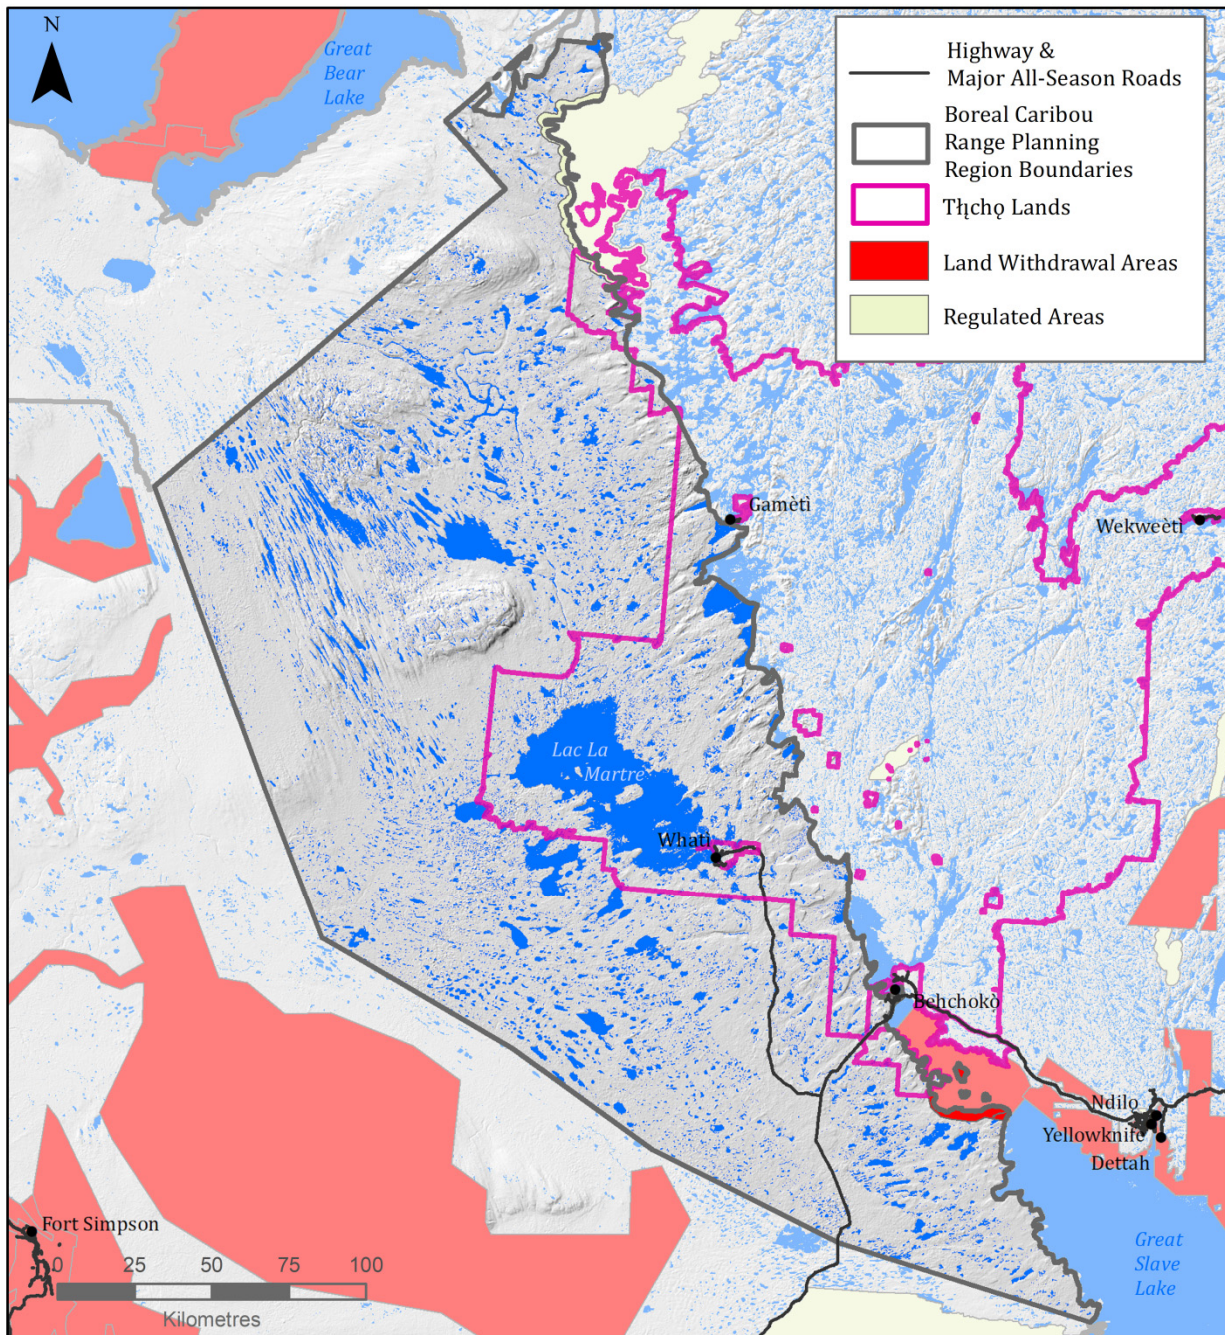 N
Great
Bear
Lake
Highway &
Major All-Season Roads
Boreal Caribou
Range Planning
Region Boundaries
Tłı̨chǫ Lands
Land Withdrawal Areas
Regulated Areas
Gamètì
Wekweètì
Lac La
Martre
Whatì
Behchokǫ̀
Ndilo
Yellowknife
Dettah
Fort Simpson
Great
Slave
Lake
0 25 50 75 100
Kilometres